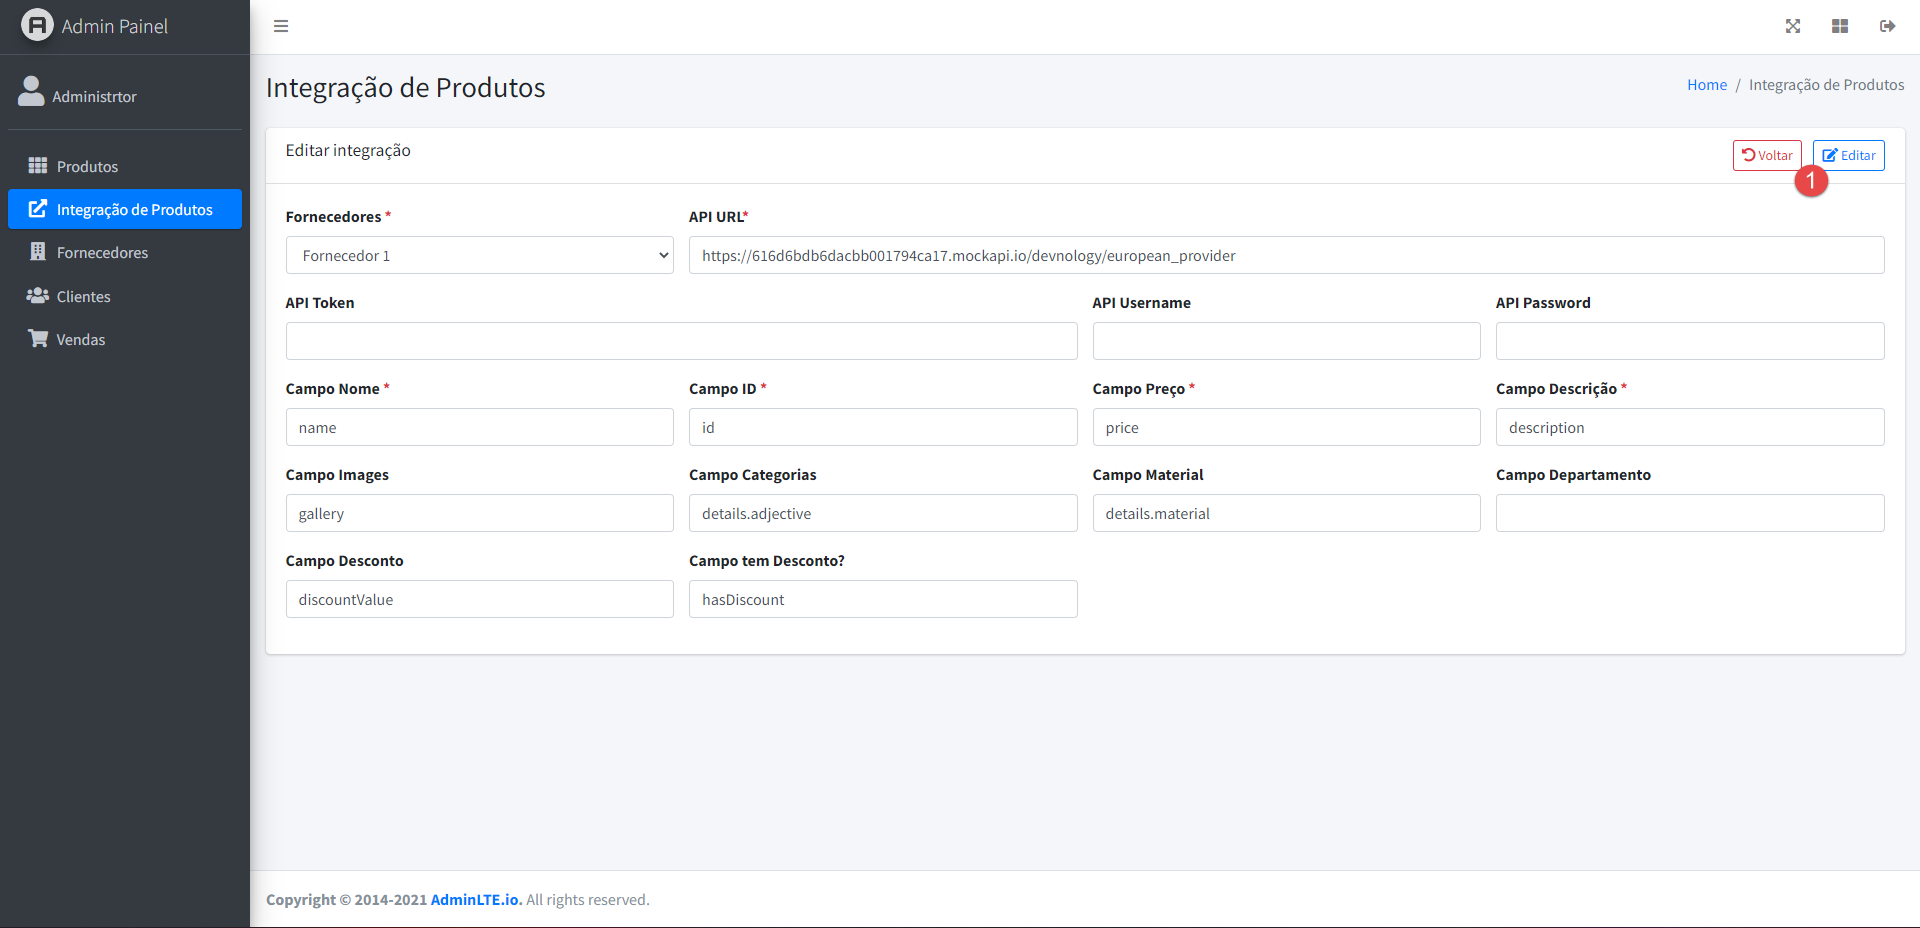 Admin Painel
Administrtor
Produtos
Integração de Produtos
Fornecedores
Clientes
Vendas
Integração de Produtos
Home / Integração de Produtos
Editar integração
Voltar
Editar
1
Fornecedores * API URL*
Fornecedor 1 https://616d6bdb6dacbb001794ca17.mockapi.io/devnology/european_provider
API Token API Username API Password
Campo Nome * Campo ID * Campo Preço * Campo Descrição *
name id price description
Campo Images Campo Categorias Campo Material Campo Departamento
gallery details.adjective details.material
Campo Desconto Campo tem Desconto?
discountValue hasDiscount
Copyright © 2014-2021 AdminLTE.io. All rights reserved.